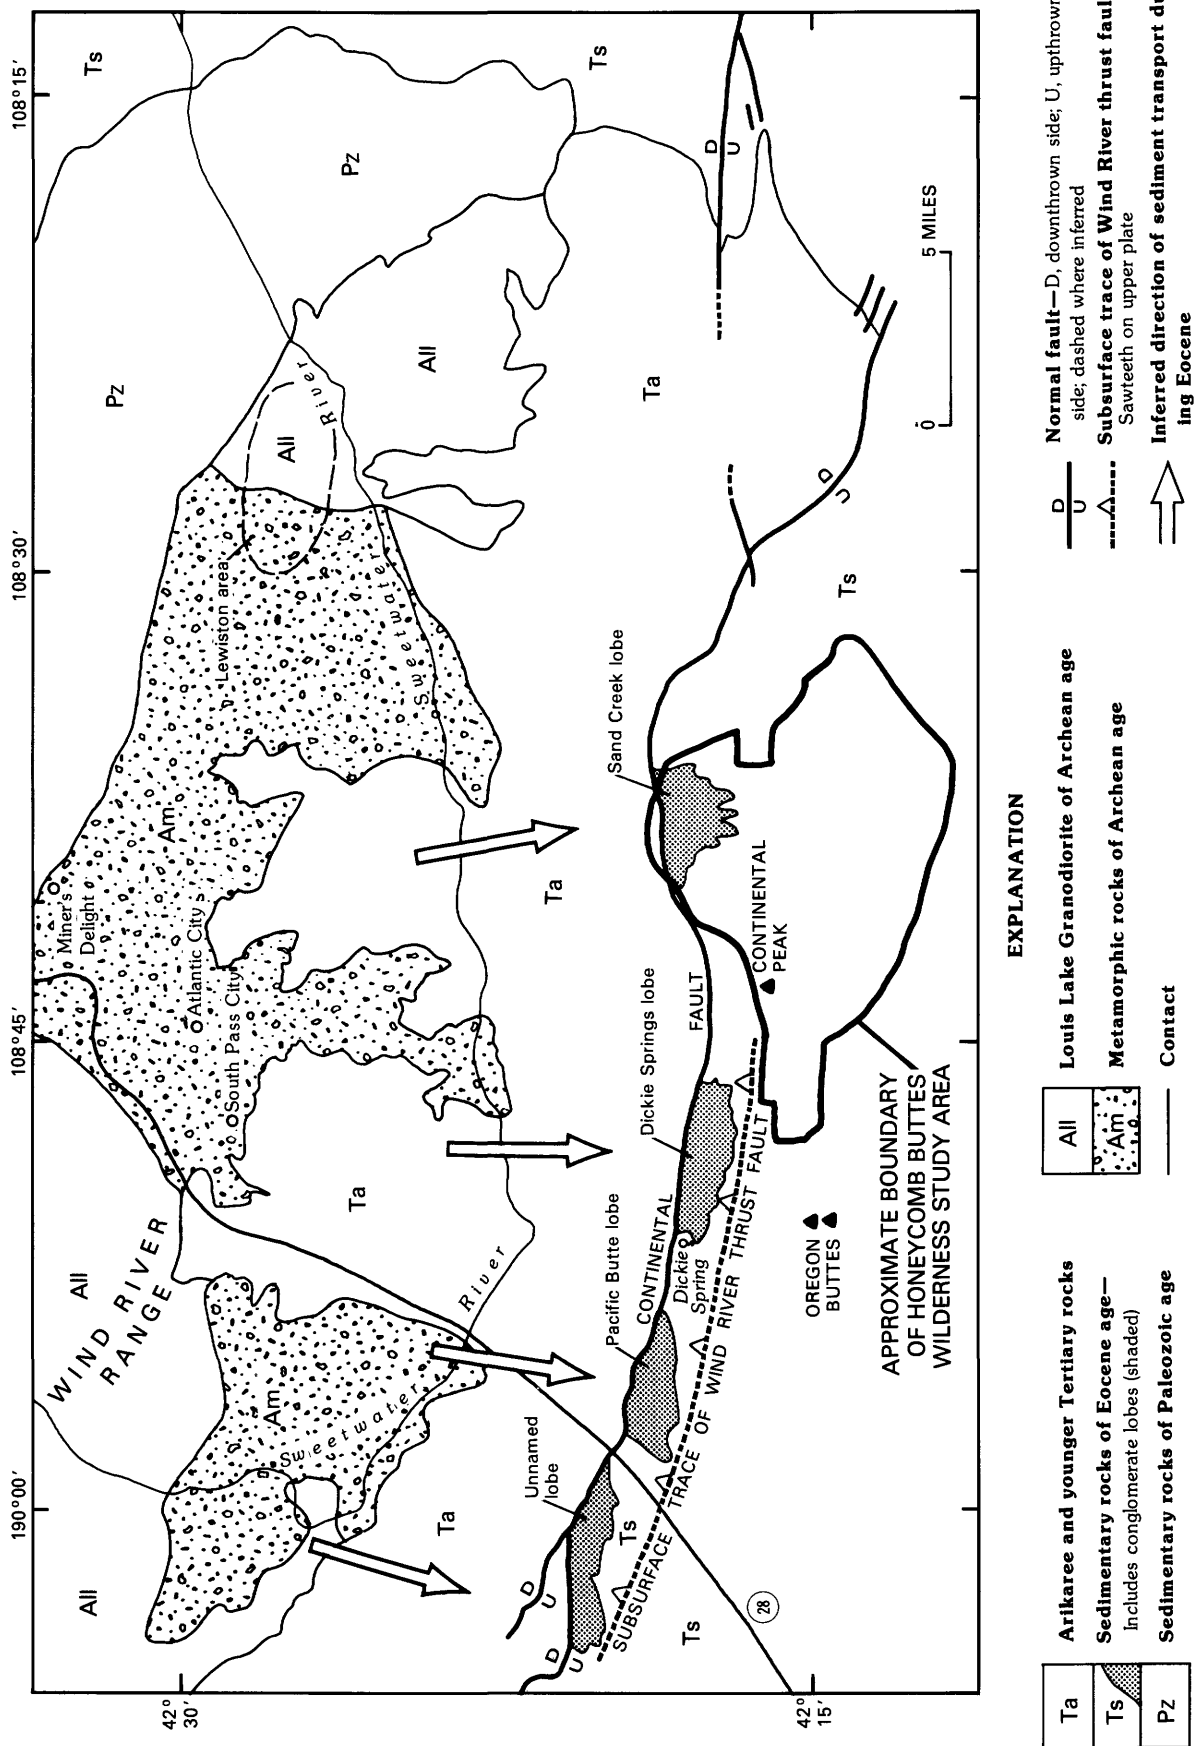 109°00'
108°45'
108°30'
108°15'
42°
30'
42°
15'
All
All
WIND RIVER
RANGE
Am
Sweetwater
River
Ta
Ta
Miner's
Delight
Atlantic City
South Pass City
Am
Lewiston area
All
River
Sweetwater
Pz
Ts
Pz
All
Ts
Ta
Ta
Unnamed
lobe
Pacific Butte lobe
Dickie Springs lobe
Sand Creek lobe
D
U
D
U
CONTINENTAL
FAULT
Dickie
Spring
Ts
SUBSURFACE TRACE OF WIND RIVER THRUST FAULT
Ts
28
OREGON
BUTTES
CONTINENTAL
PEAK
APPROXIMATE BOUNDARY
OF HONEYCOMB BUTTES
WILDERNESS STUDY AREA
Ts
D
U
D
U
0
5 MILES
EXPLANATION
Ta
Arikaree and younger Tertiary rocks
Ts
Sedimentary rocks of Eocene age—
Includes conglomerate lobes (shaded)
Pz
Sedimentary rocks of Paleozoic age
All
Louis Lake Granodiorite of Archean age
Am
Metamorphic rocks of Archean age
Contact
D
U
Normal fault—D, downthrown side; U, upthrown
side; dashed where inferred
Subsurface trace of Wind River thrust
Sawteeth on upper plate
Inferred direction of sediment transport
ing Eocene